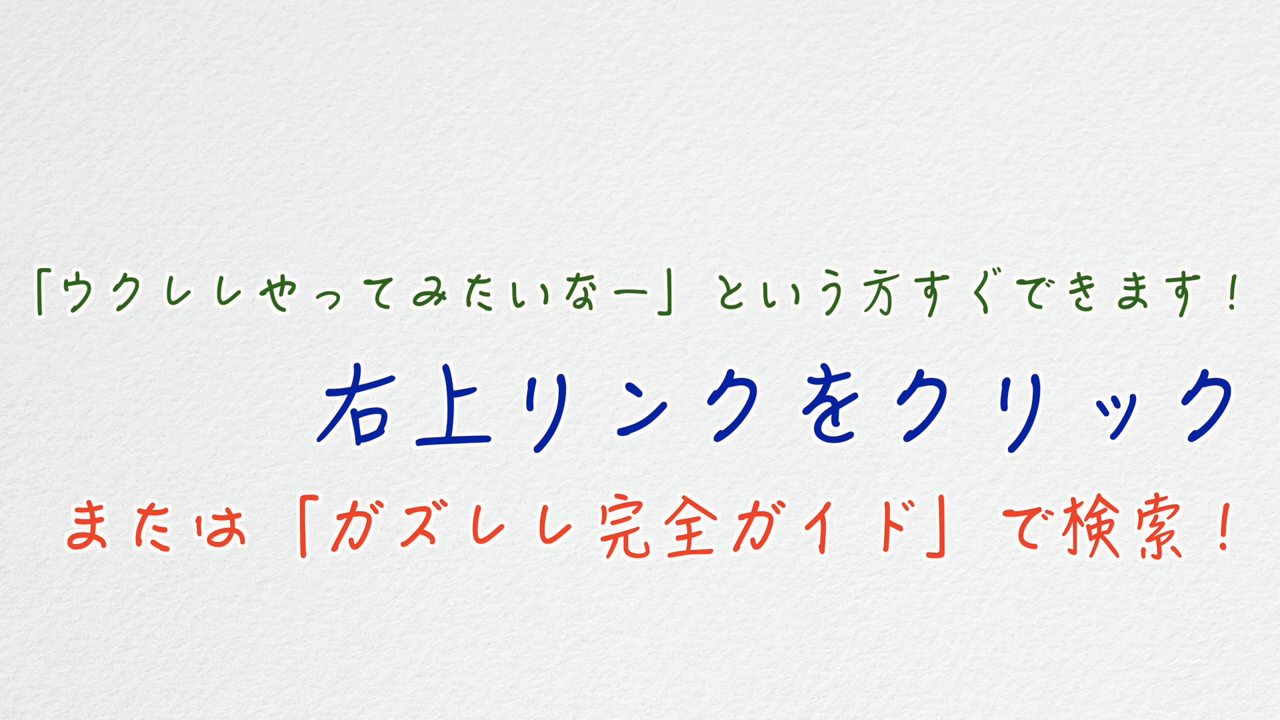 「ウクレレやってみたいなー」という方すぐできます！
右上リンクをクリック
または「ガズレレ完全ガイド」で検索！